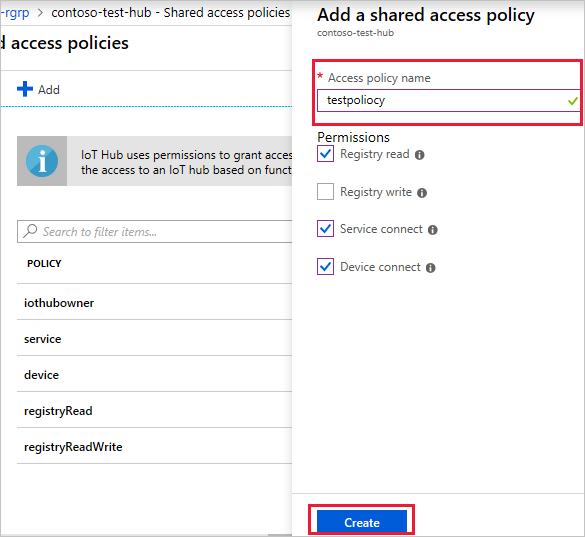 -rgrp > contoso-test-hub - Shared access policies
d access policies
Add
IoT Hub uses permissions to grant acces
the access to an IoT hub based on funct
Search to filter items...
POLICY
iothubowner
service
device
registryRead
registryReadWrite
Add a shared access policy
contoso-test-hub
* Access policy name
testpoliocy
Permissions
Registry read
Registry write
Service connect
Device connect
Create